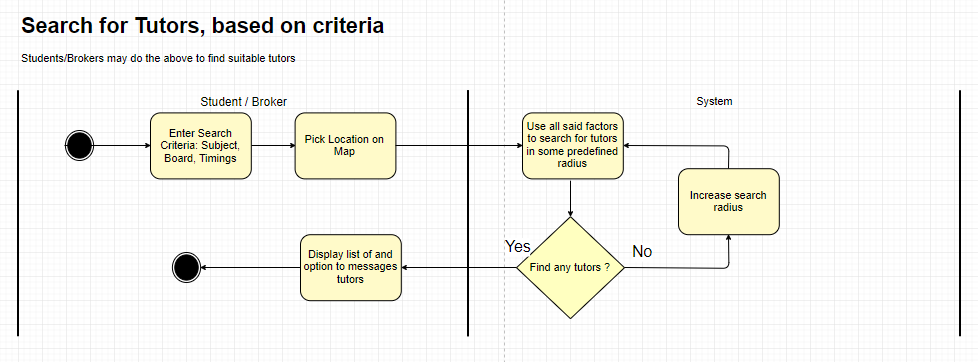 Search for Tutors, based on criteria
Students/Brokers may do the above to find suitable tutors
Student / Broker
System
Enter Search
Criteria: Subject,
Board, Timings
Pick Location on
Map
Use all said factors
to search for tutors
in some predefined
radius
Increase search
radius
Yes
No
Find any tutors ?
Display list of and
option to messages
tutors